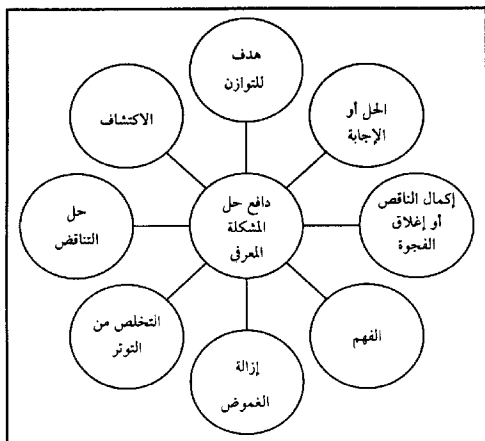 هدف
للتوازن
الحل أو
الإجابة
إكمال الناقص
أو إغلاق
الفجوة
الفهم
إزالة
الغموض
التخلص من
التوتر
حل
التناقض
الاكتشاف
دافع حل
المشكلة
المعرفى